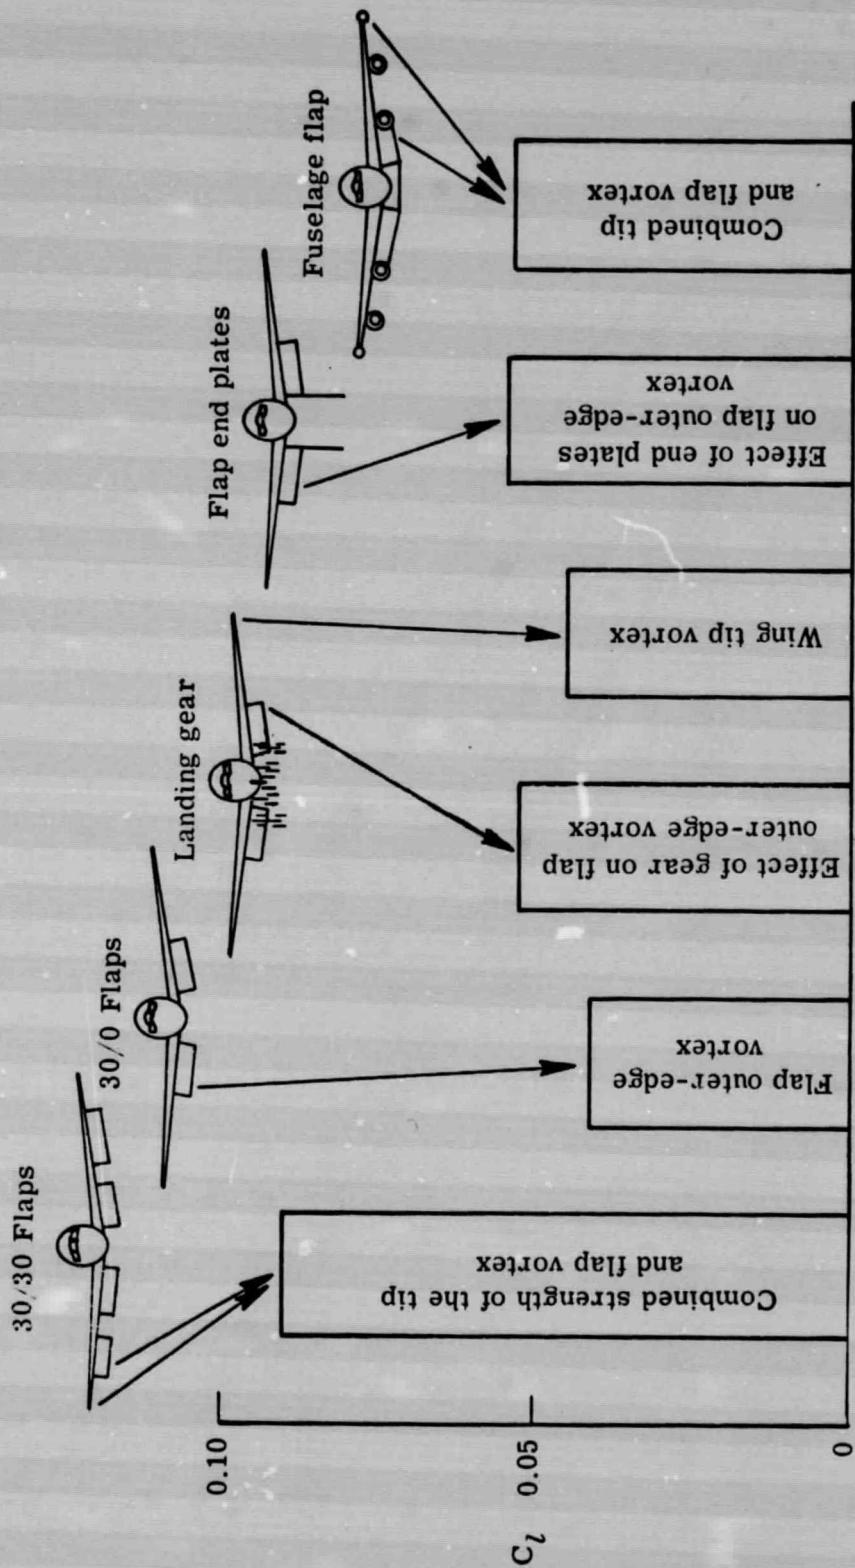 30/30 Flaps
30/0 Flaps
Landing gear
Flap end plates
Fuselage flap
0.10
C_l
0.05
0
Combined strength of the tip
and flap vortex
Flap outer-edge
vortex
Effect of gear on flap
outer-edge vortex
Wing tip vortex
Effect of end plates
on flap outer-edge
vortex
Combined tip
and flap vortex